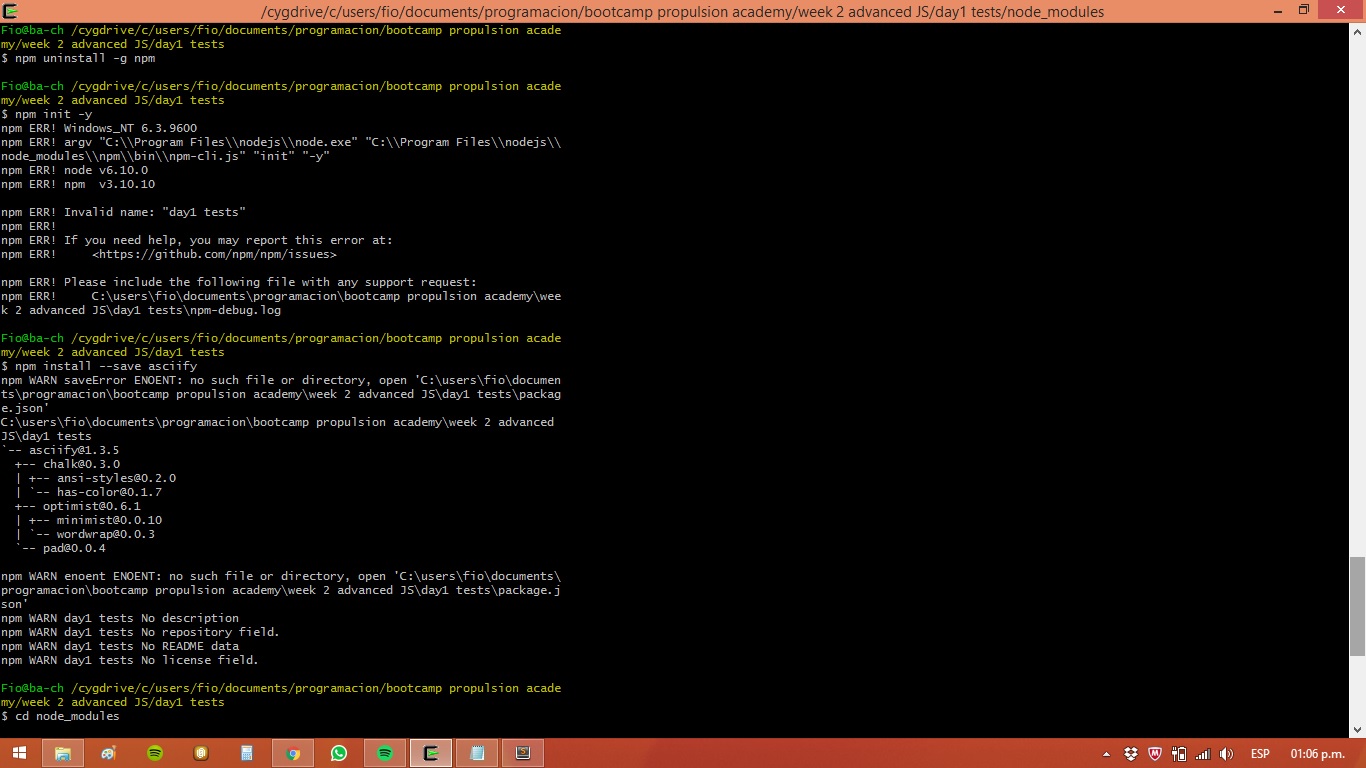 /cygdrive/c/users/fio/documents/programacion/bootcamp propulsion academy/week 2 advanced JS/day1 tests/node_modules
Fio@ba-ch /cygdrive/c/users/fio/documents/programacion/bootcamp propulsion acade
my/week 2 advanced JS/day1 tests
$ npm uninstall -g npm
Fio@ba-ch /cygdrive/c/users/fio/documents/programacion/bootcamp propulsion acade
my/week 2 advanced JS/day1 tests
$ npm init -y
npm ERR! Windows_NT 6.3.9600
npm ERR! argv "C:\\Program Files\\nodejs\\node.exe" "C:\\Program Files\\nodejs\\
node_modules\\npm\\bin\\npm-cli.js" "init" "-y"
npm ERR! node v6.10.0
npm ERR! npm  v3.10.10
npm ERR! Invalid name: "day1 tests"
npm ERR!
npm ERR! If you need help, you may report this error at:
npm ERR!     <https://github.com/npm/npm/issues>
npm ERR! Please include the following file with any support request:
npm ERR!     C:\users\fio\documents\programacion\bootcamp propulsion academy\wee
k 2 advanced JS\day1 tests\npm-debug.log
Fio@ba-ch /cygdrive/c/users/fio/documents/programacion/bootcamp propulsion acade
my/week 2 advanced JS/day1 tests
$ npm install --save asciify
npm WARN saveError ENOENT: no such file or directory, open 'C:\users\fio\documen
ts\programacion\bootcamp propulsion academy\week 2 advanced JS\day1 tests\packag
e.json'
C:\users\fio\documents\programacion\bootcamp propulsion academy\week 2 advanced
JS\day1 tests
`-- asciify@1.3.5
  +-- chalk@0.3.0
  | +-- ansi-styles@0.2.0
  | `-- has-color@0.1.7
  +-- optimist@0.6.1
  | +-- minimist@0.0.10
  | `-- wordwrap@0.0.3
  `-- pad@0.0.4
npm WARN enoent ENOENT: no such file or directory, open 'C:\users\fio\documents\
programacion\bootcamp propulsion academy\week 2 advanced JS\day1 tests\package.j
son'
npm WARN day1 tests No description
npm WARN day1 tests No repository field.
npm WARN day1 tests No README data
npm WARN day1 tests No license field.
Fio@ba-ch /cygdrive/c/users/fio/documents/programacion/bootcamp propulsion acade
my/week 2 advanced JS/day1 tests
$ cd node_modules
ESP
01:06 p.m.